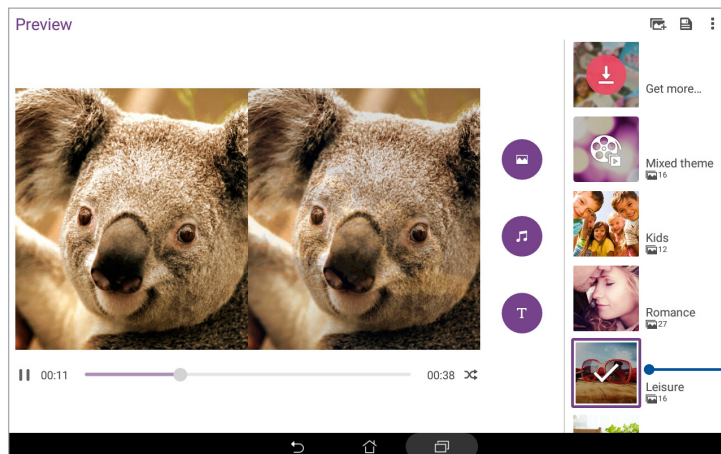 Preview
Get more...
Mixed theme
16
Kids
12
Romance
27
00:11
00:38
T
Leisure
16